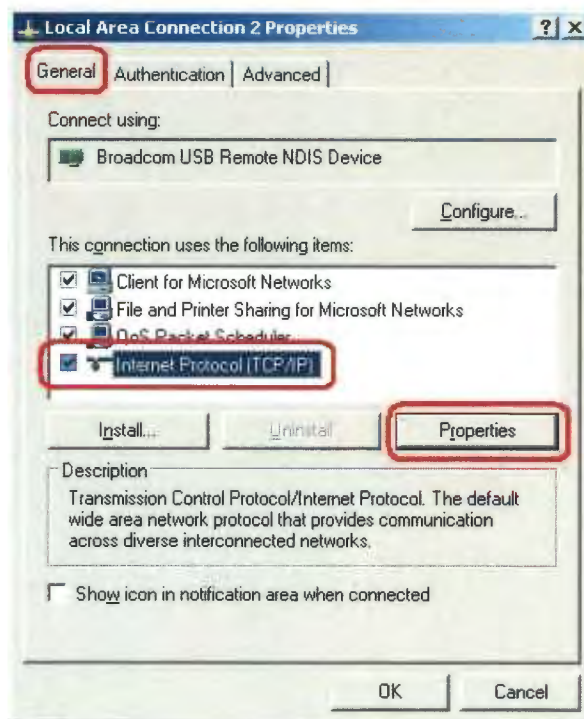 Local Area Connection 2 Properties
General Authentication Advanced
Connect using:
Broadcom USB Remote NDIS Device
Configure...
This connection uses the following items:
Client for Microsoft Networks
File and Printer Sharing for Microsoft Networks
QoS Packet Scheduler
Internet Protocol (TCP/IP)
Install... Uninstall Properties
Description
Transmission Control Protocol/Internet Protocol. The default
wide area network protocol that provides communication
across diverse interconnected networks.
Show icon in notification area when connected
OK Cancel